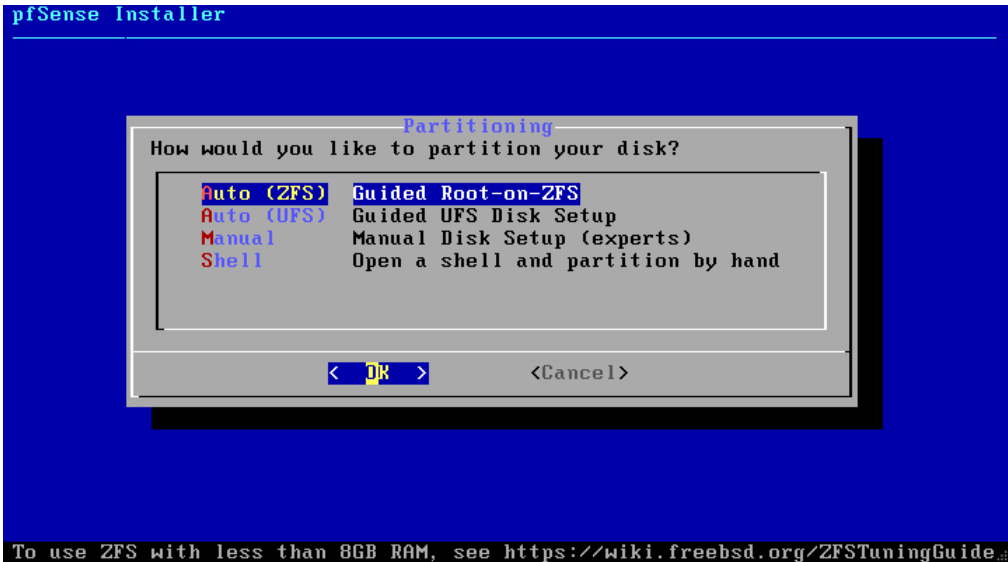 pfSense Installer
Partitioning
How would you like to partition your disk?
Auto (ZFS) Guided Root-on-ZFS
Auto (UFS) Guided UFS Disk Setup
Manual Manual Disk Setup (experts)
Shell Open a shell and partition by hand
< OK > <Cancel>
To use ZFS with less than 8GB RAM, see https://wiki.freebsd.org/ZFSTuningGuide